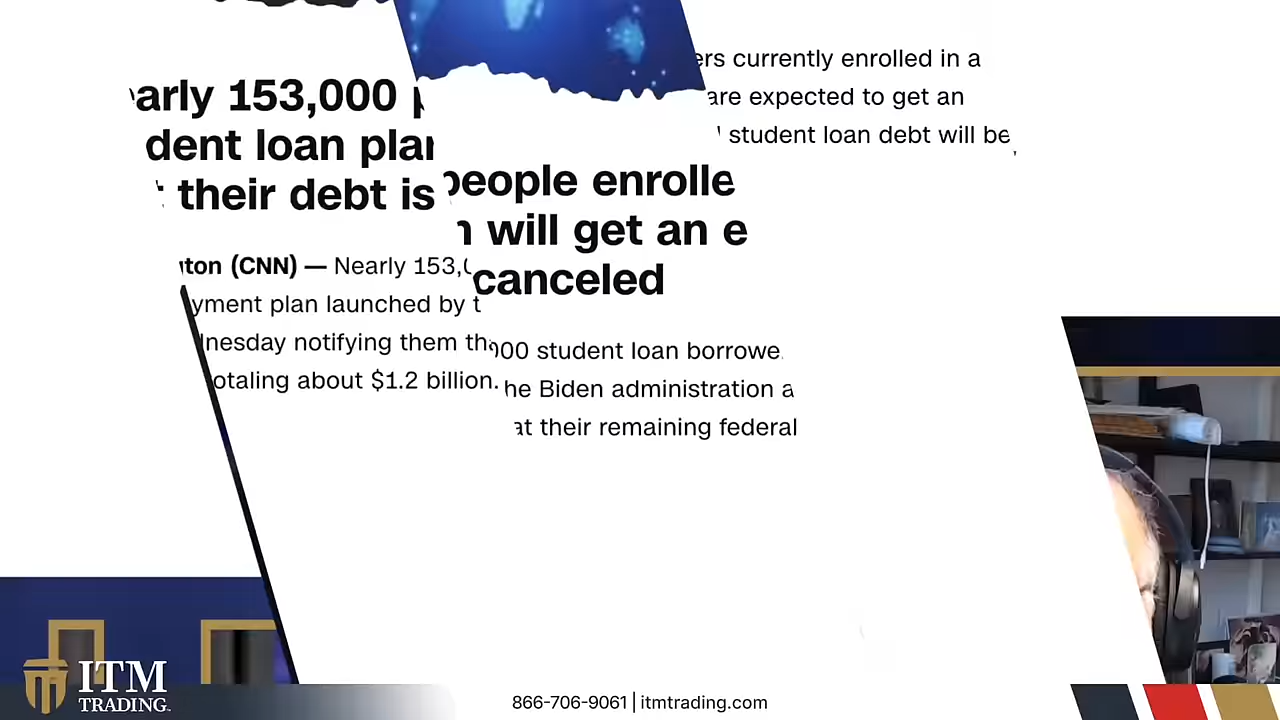 arly 153,000
dent loan plan
their debt is
ton (CNN) — Nearly 153,0
yment plan launched by t
nesday notifying them th
otaling about $1.2 billion.
people enrolle
will get an e
canceled
000 student loan borrowe
he Biden administration a
at their remaining federal
ers currently enrolled in a
are expected to get an
student loan debt will be
ITM
TRADING.
866-706-9061 | itmtrading.com